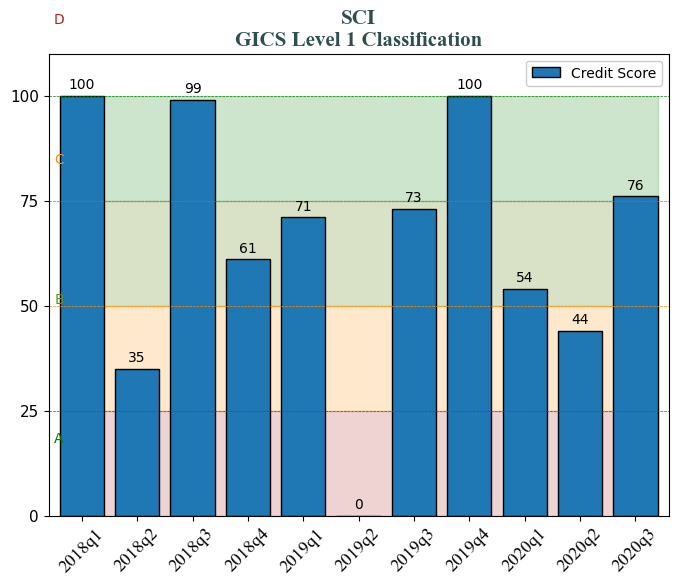 D
SCI
GICS Level 1 Classification
Credit Score
100
100
99
100
C
75
76
71
73
61
B
50
54
44
35
25
A
0
0
2018q1
2018q2
2018q3
2018q4
2019q1
2019q2
2019q3
2019q4
2020q1
2020q2
2020q3